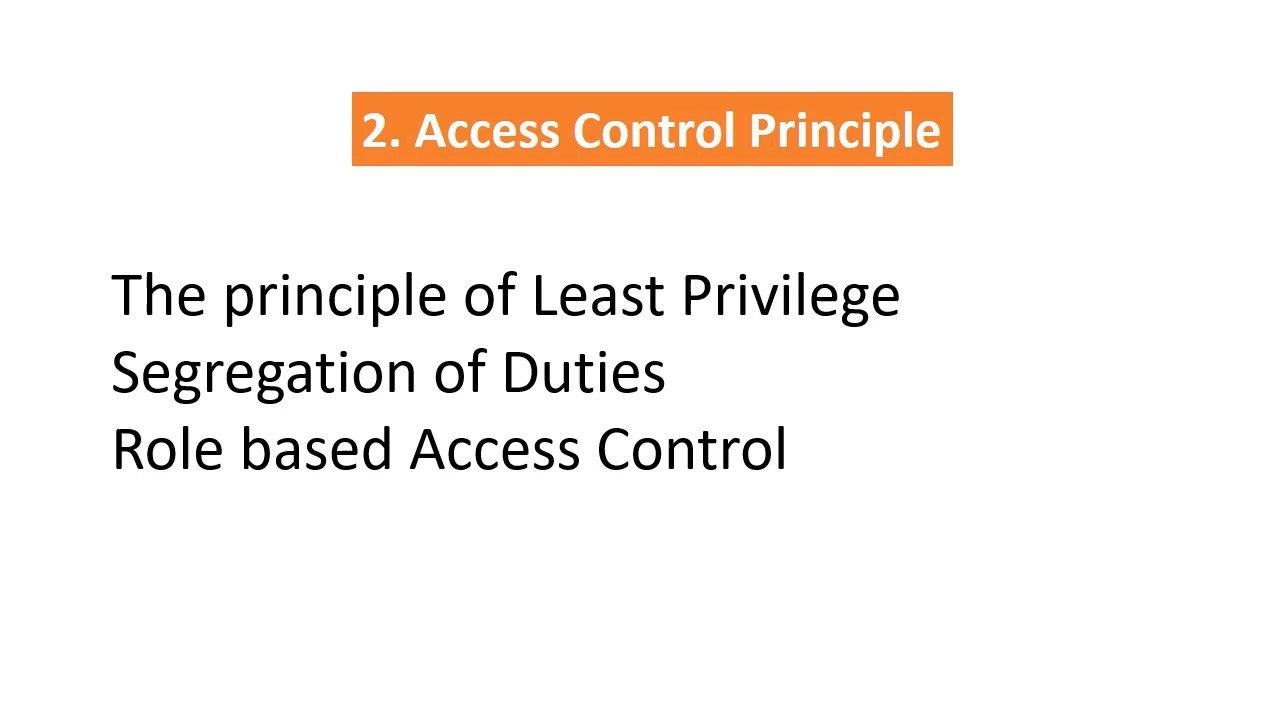 2. Access Control Principle
The principle of Least Privilege
Segregation of Duties
Role based Access Control